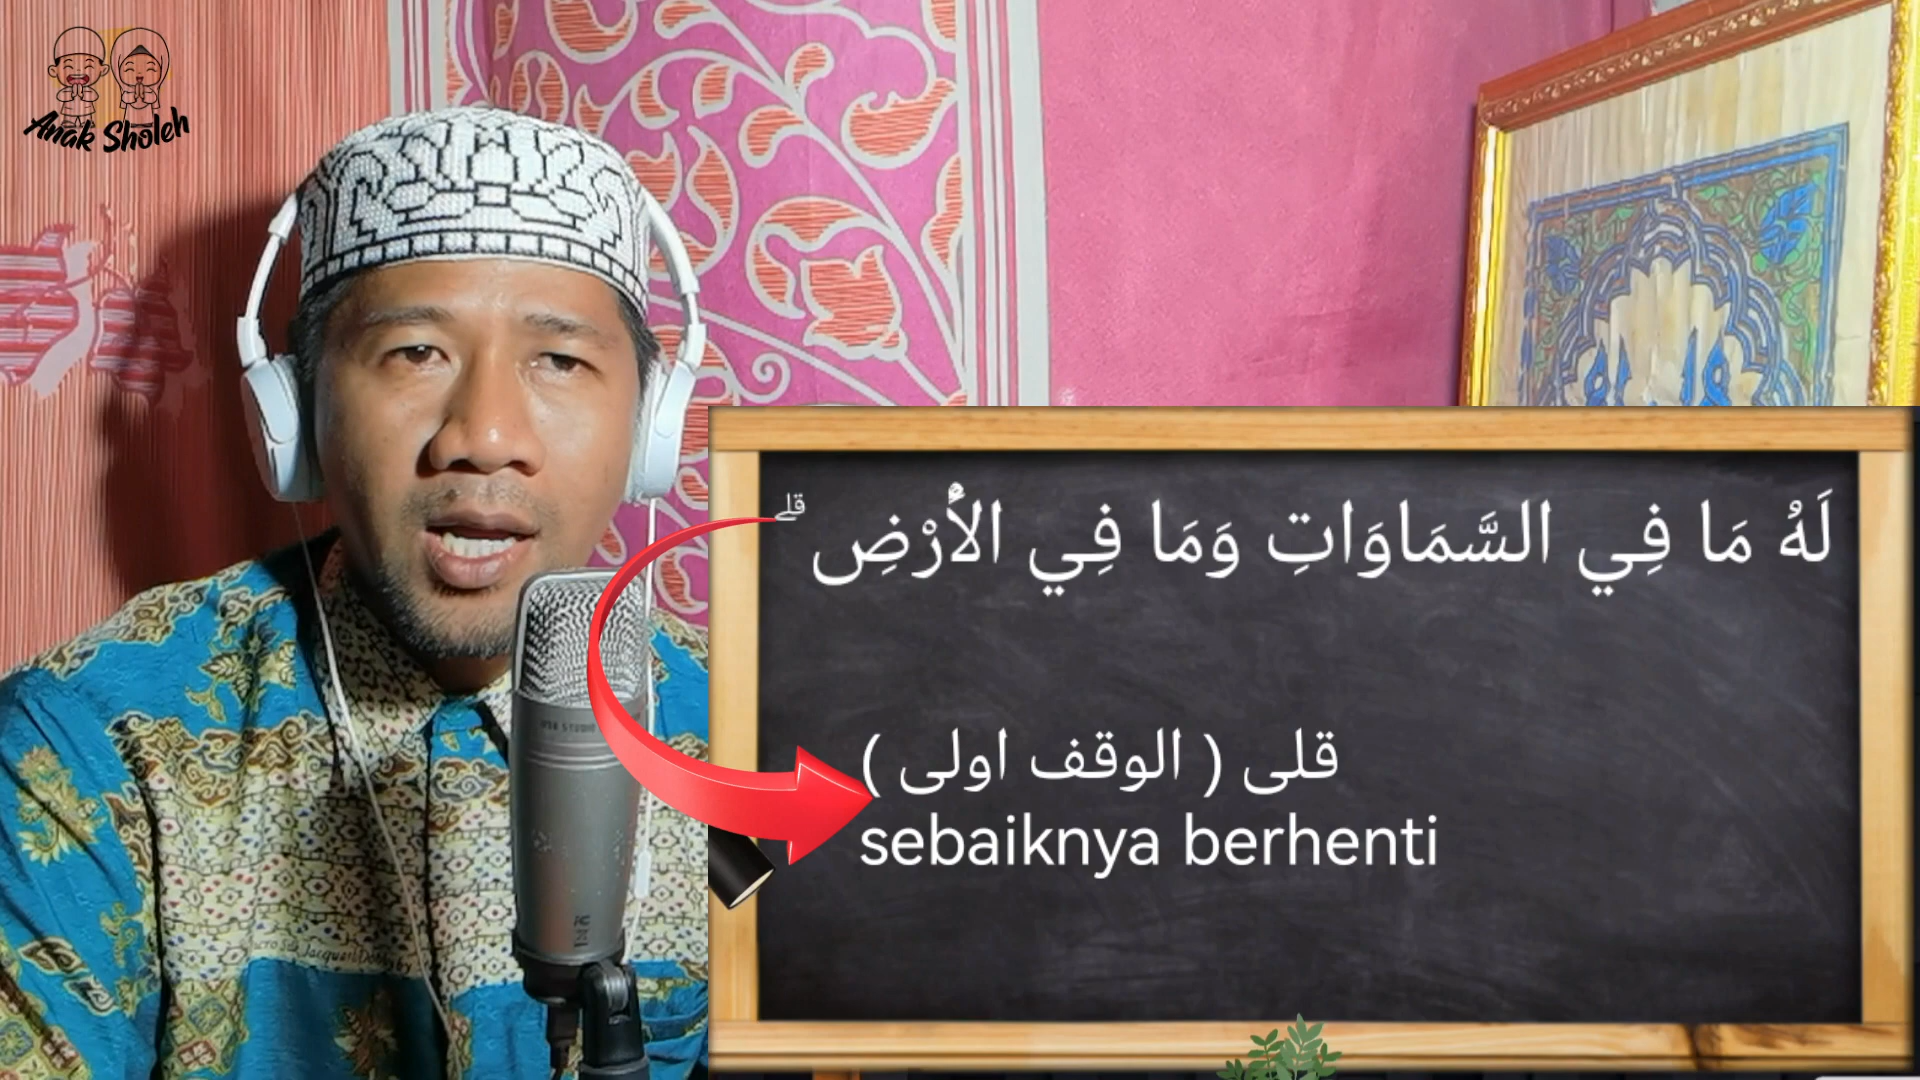 Anak Sholeh
لَهُ مَا فِي السَّمَاوَاتِ وَمَا فِي الأَرْضِ ۗ
قلى ( الوقف اولى )
sebaiknya berhenti